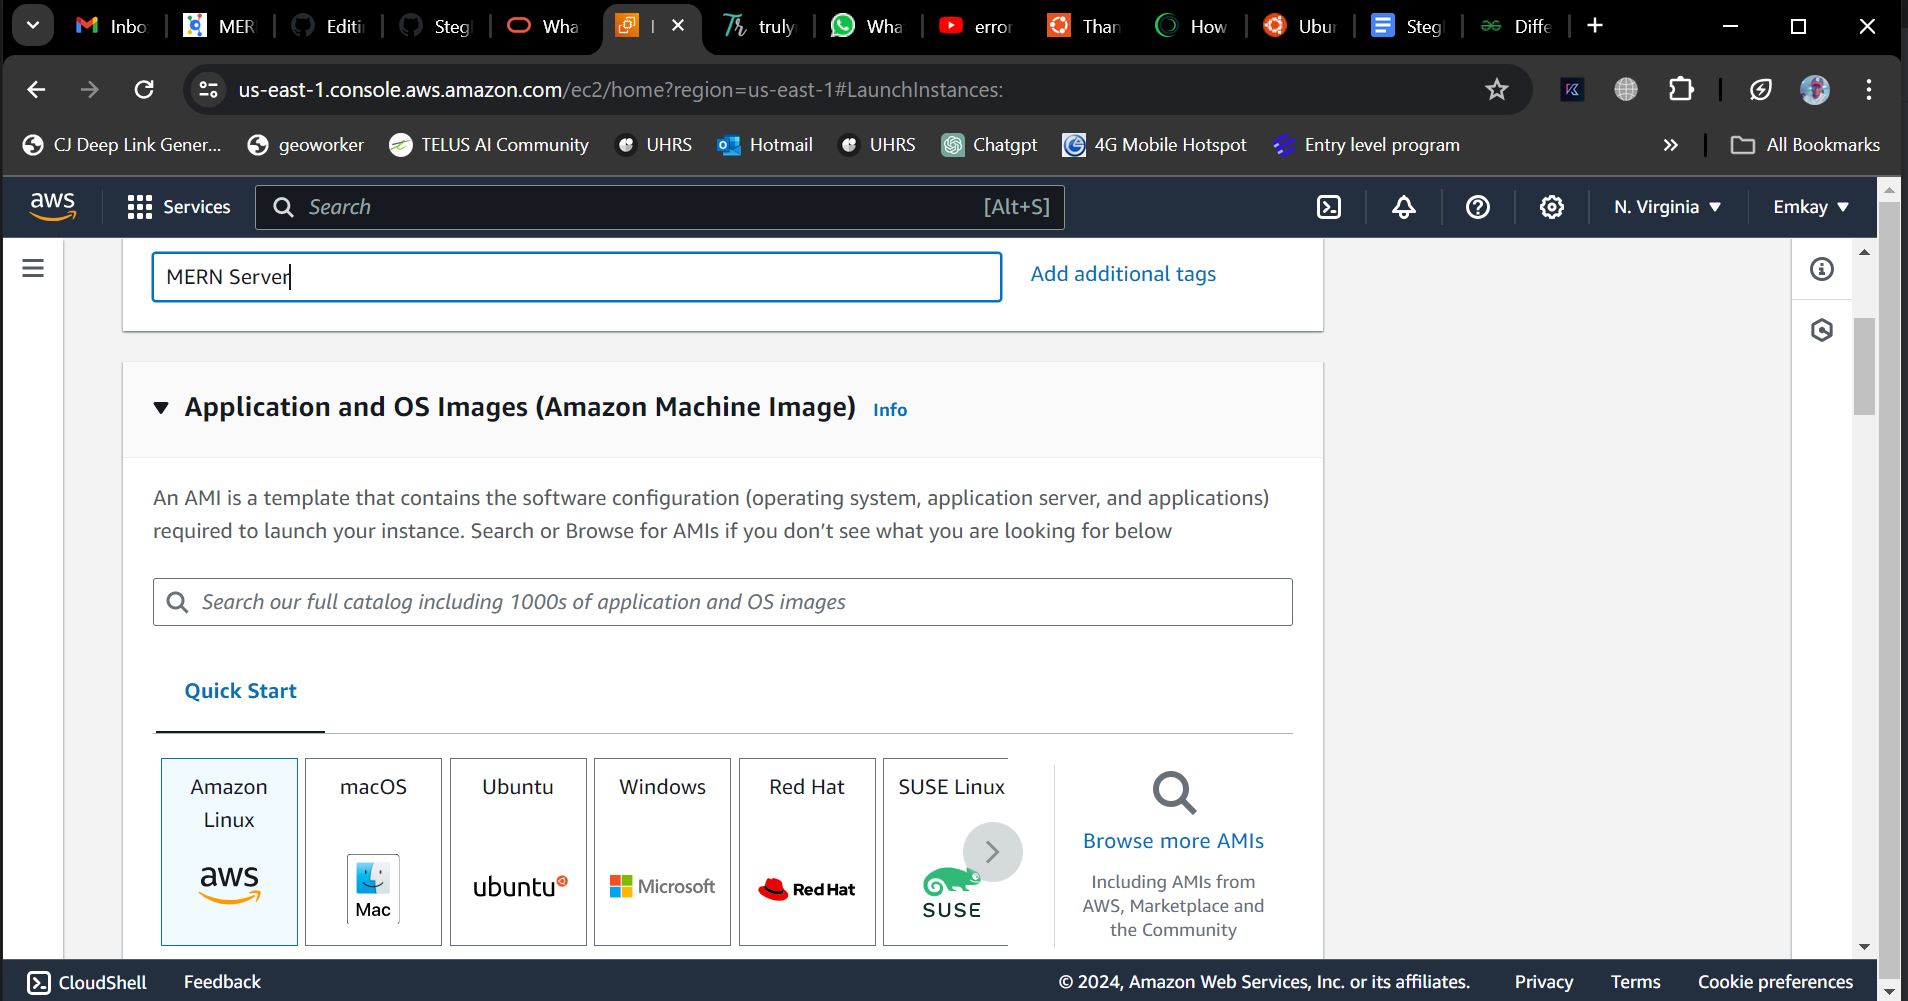 Inbo
MER
Editi
Steg
Wha
truly
Wha
error
Than
How
Ubur
Stegl
Diffe
us-east-1.console.aws.amazon.com/ec2/home?region=us-east-1#LaunchInstances:
CJ Deep Link Gener...
geoworker
TELUS AI Community
UHRS
Hotmail
UHRS
Chatgpt
4G Mobile Hotspot
Entry level program
All Bookmarks
aws
Services
Search
[Alt+S]
N. Virginia
Emkay
MERN Server
Add additional tags
Application and OS Images (Amazon Machine Image) Info
An AMI is a template that contains the software configuration (operating system, application server, and applications)
required to launch your instance. Search or Browse for AMIs if you don't see what you are looking for below
Search our full catalog including 1000s of application and OS images
Quick Start
Amazon
Linux
aws
macOS
Mac
Ubuntu
ubuntu
Windows
Microsoft
Red Hat
Red Hat
SUSE Linux
SUSE
Browse more AMIs
Including AMIs from
AWS, Marketplace and
the Community
CloudShell
Feedback
© 2024, Amazon Web Services, Inc. or its affiliates.
Privacy
Terms
Cookie preferences